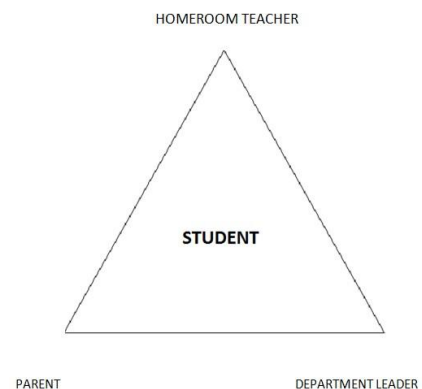 HOMEROOM TEACHER
STUDENT
PARENT
DEPARTMENT LEADER